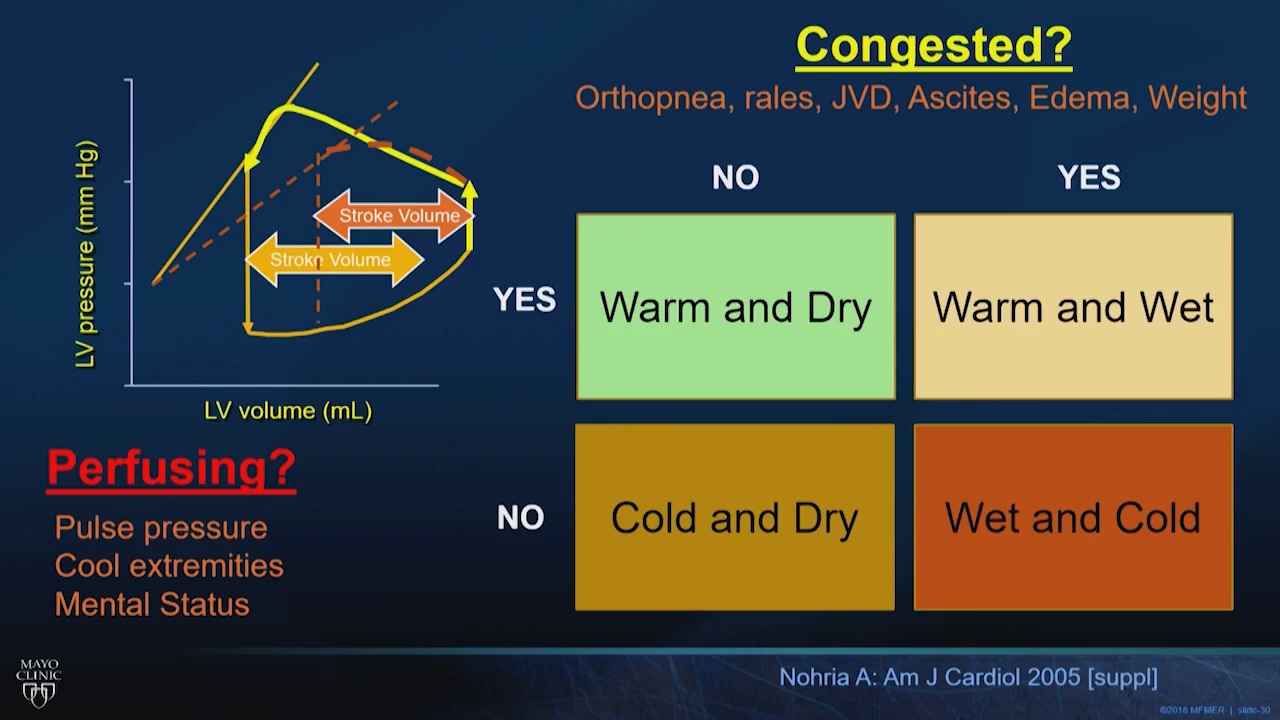 Congested?
Orthopnea, rales, JVD, Ascites, Edema, Weight
NO
YES
LV pressure (mm Hg)
Stroke Volume
Stroke Volume
LV volume (mL)
YES
Warm and Dry
Warm and Wet
Perfusing?
Pulse pressure
Cool extremities
Mental Status
NO
Cold and Dry
Wet and Cold
MAYO
CLINIC
Nohria A: Am J Cardiol 2005 [suppl]
©2018 MFMER | slide-30